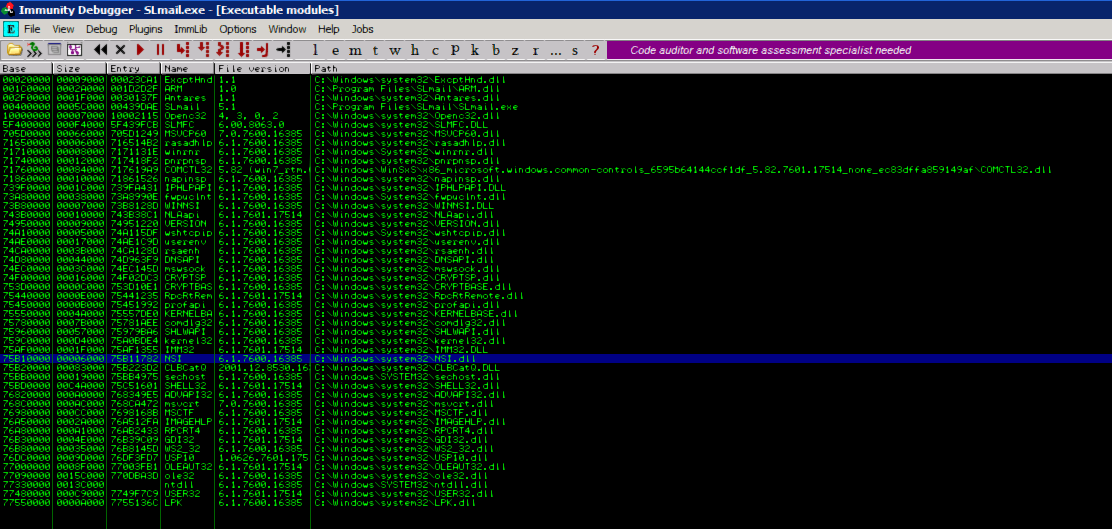 Immunity Debugger - SLmail.exe - [Executable modules]
E File View Debug Plugins ImmLib Options Window Help Jobs
l e m t w h c p k b z r ... s ? Code auditor and software assessment specialist needed
Base Size Entry Name File version Path
00020000 00009000 00023CA1 ExcptHnd 1.1 C:\Windows\system32\ExcptHnd.dll
001C0000 0002A000 001D2D2F ARM 1.0 C:\Program Files\SLmail\ARM.dll
002F0000 0001F000 0030137F Antares 1.1 C:\Windows\system32\Antares.dll
00400000 0005C000 00439DAE SLmail 5.1 C:\Program Files\SLmail\SLmail.exe
10000000 00007000 10002115 Openc32 4, 3, 0, 2 C:\Windows\system32\Openc32.dll
5F400000 000F4000 5F439FCB SLMFC 6.00.8063.0 C:\Windows\system32\SLMFC.DLL
705D0000 00066000 705D1249 MSVCP60 7.0.7600.16385 C:\Windows\system32\MSVCP60.dll
71650000 00006000 716514B2 rasadhlp 6.1.7600.16385 C:\Windows\system32\rasadhlp.dll
71710000 00008000 7171131E winrnr 6.1.7600.16385 C:\Windows\System32\winrnr.dll
71740000 00012000 717418F2 pnrpnsp 6.1.7600.16385 C:\Windows\system32\pnrpnsp.dll
71760000 00084000 717619A9 COMCTL32 5.82 (win7_rtm. C:\Windows\WinSxS\x86_microsoft.windows.common-controls_6595b64144ccf1df_5.82.7601.17514_none_ec83dffa859149af\COMCTL32.dll
71860000 00010000 71861526 napinsp 6.1.7600.16385 C:\Windows\system32\napinsp.dll
739F0000 0001C000 739FA431 IPHLPAPI 6.1.7600.16385 C:\Windows\system32\IPHLPAPI.DLL
73A80000 00038000 73A8990E fwpuclnt 6.1.7600.16385 C:\Windows\System32\fwpuclnt.dll
73B80000 00007000 73B8128D WINNSI 6.1.7600.16385 C:\Windows\system32\WINNSI.DLL
743B0000 00010000 743B38C1 NLAapi 6.1.7601.17514 C:\Windows\system32\NLAapi.dll
74950000 00009000 74951220 VERSION 6.1.7600.16385 C:\Windows\system32\VERSION.dll
74A10000 00005000 74A115DF wshtcpip 6.1.7600.16385 C:\Windows\System32\wshtcpip.dll
74AE0000 00017000 74AE1C9D userenv 6.1.7600.16385 C:\Windows\system32\userenv.dll
74CA0000 0003B000 74CA128D rsaenh 6.1.7600.16385 C:\Windows\system32\rsaenh.dll
74D80000 00044000 74D963F9 DNSAPI 6.1.7600.16385 C:\Windows\system32\DNSAPI.dll
74EC0000 0003C000 74EC145D mswsock 6.1.7600.16385 C:\Windows\system32\mswsock.dll
74F00000 00016000 74F02DC3 CRYPTSP 6.1.7600.16385 C:\Windows\system32\CRYPTSP.dll
753D0000 0000C000 753D10E1 CRYPTBAS 6.1.7600.16385 C:\Windows\system32\CRYPTBASE.dll
75440000 0000E000 75441235 RpcRtRem 6.1.7601.17514 C:\Windows\system32\RpcRtRemote.dll
75450000 0000B000 75451992 profapi 6.1.7600.16385 C:\Windows\system32\profapi.dll
75550000 0004A000 75557DE0 KERNELBA 6.1.7600.16385 C:\Windows\system32\KERNELBASE.dll
75780000 0007B000 75781AEE comdlg32 6.1.7600.16385 C:\Windows\system32\comdlg32.dll
75960000 00057000 75979BA6 SHLWAPI 6.1.7600.16385 C:\Windows\system32\SHLWAPI.dll
759C0000 000D4000 75A0BDE4 kernel32 6.1.7600.16385 C:\Windows\system32\kernel32.dll
75AF0000 0001F000 75AF1355 IMM32 6.1.7601.17514 C:\Windows\system32\IMM32.DLL
75B10000 00006000 75B11782 NSI 6.1.7600.16385 C:\Windows\system32\NSI.dll
75B20000 00083000 75B223D2 CLBCatQ 2001.12.8530.16 C:\Windows\system32\CLBCatQ.DLL
75BB0000 00019000 75BB4975 sechost 6.1.7600.16385 C:\Windows\SYSTEM32\sechost.dll
75BD0000 00C4A000 75C51601 SHELL32 6.1.7601.17514 C:\Windows\system32\SHELL32.dll
76820000 000A0000 768349E5 ADVAPI32 6.1.7600.16385 C:\Windows\system32\ADVAPI32.dll
768C0000 000AC000 768CA472 msvcrt 7.0.7600.16385 C:\Windows\system32\msvcrt.dll
76980000 000CC000 7698168B MSCTF 6.1.7600.16385 C:\Windows\system32\MSCTF.dll
76A50000 0002A000 76A512FA IMAGEHLP 6.1.7601.17514 C:\Windows\system32\IMAGEHLP.dll
76A80000 000A1000 76AB2433 RPCRT4 6.1.7600.16385 C:\Windows\system32\RPCRT4.dll
76B30000 0004E000 76B39C09 GDI32 6.1.7601.17514 C:\Windows\system32\GDI32.dll
76B80000 00035000 76B8145D WS2_32 6.1.7600.16385 C:\Windows\system32\WS2_32.dll
76DC0000 0009D000 76DF3FD7 USP10 1.0626.7601.175 C:\Windows\system32\USP10.dll
77000000 0008F000 77003FB1 OLEAUT32 6.1.7601.17514 C:\Windows\system32\OLEAUT32.dll
77090000 0015C000 770DBA3D ole32 6.1.7600.16385 C:\Windows\system32\ole32.dll
77330000 0013C000 ntdll 6.1.7600.16385 C:\Windows\SYSTEM32\ntdll.dll
77480000 000C9000 7749F7C9 USER32 6.1.7601.17514 C:\Windows\system32\USER32.dll
77550000 0000A000 7755136C LPK 6.1.7600.16385 C:\Windows\system32\LPK.dll